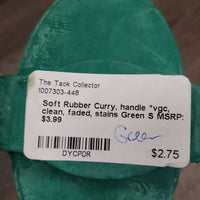 The Tack Collector
1007303-448
Soft Rubber Curry, handle *vgc,
clean, faded, stains Green S MSRP:
$3.99
Green
$2.75
DYCPDR